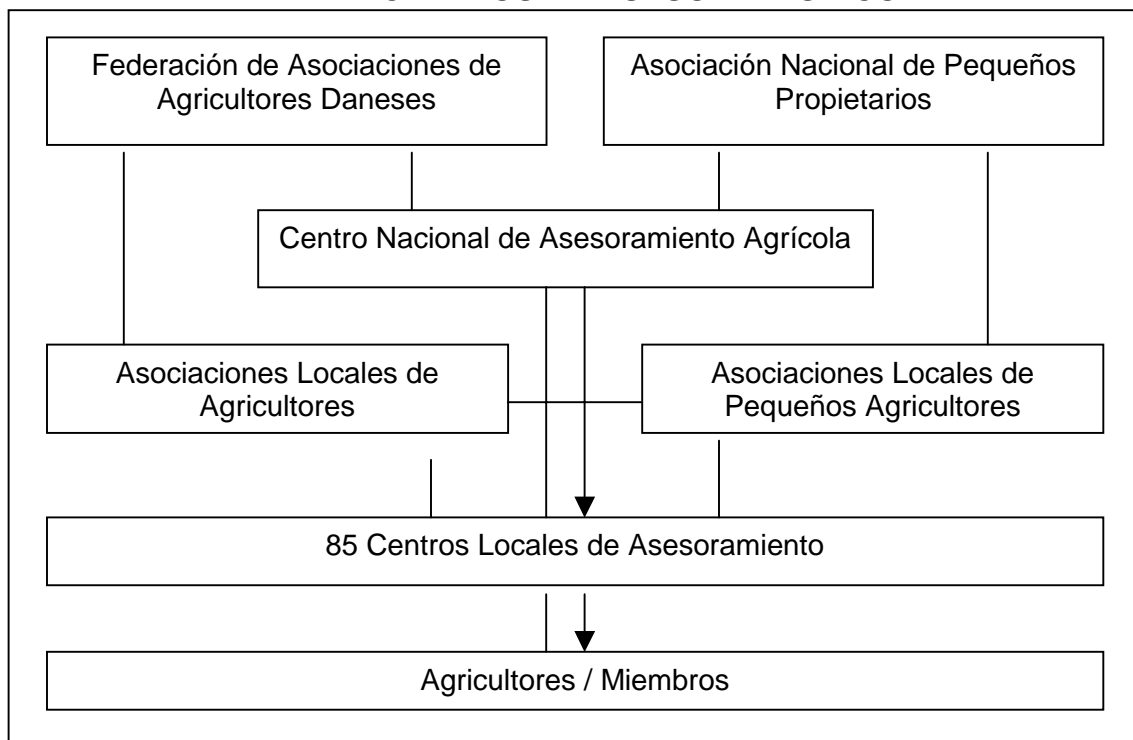 Federación de Asociaciones de
Agricultores Daneses
Asociación Nacional de Pequeños
Propietarios
Centro Nacional de Asesoramiento Agrícola
Asociaciones Locales de
Agricultores
Asociaciones Locales de
Pequeños Agricultores
85 Centros Locales de Asesoramiento
Agricultores / Miembros